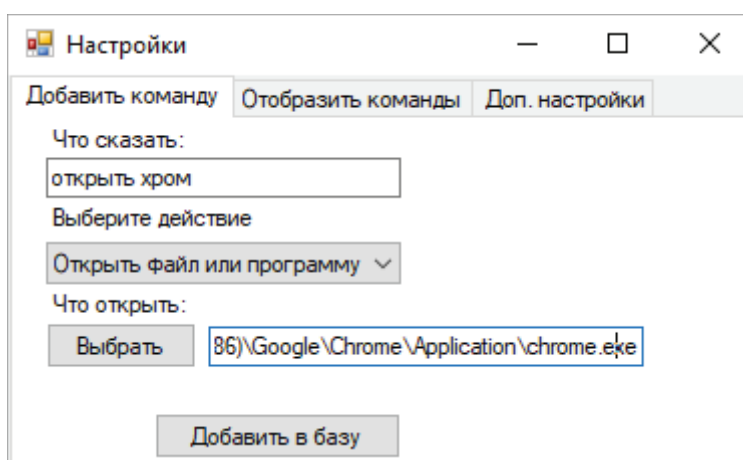 Настройки
Добавить команду Отобразить команды Доп. настройки
Что сказать:
открыть хром
Выберите действие
Открыть файл или программу
Что открыть:
Выбрать 86)\Google\Chrome\Application\chrome.exe
Добавить в базу